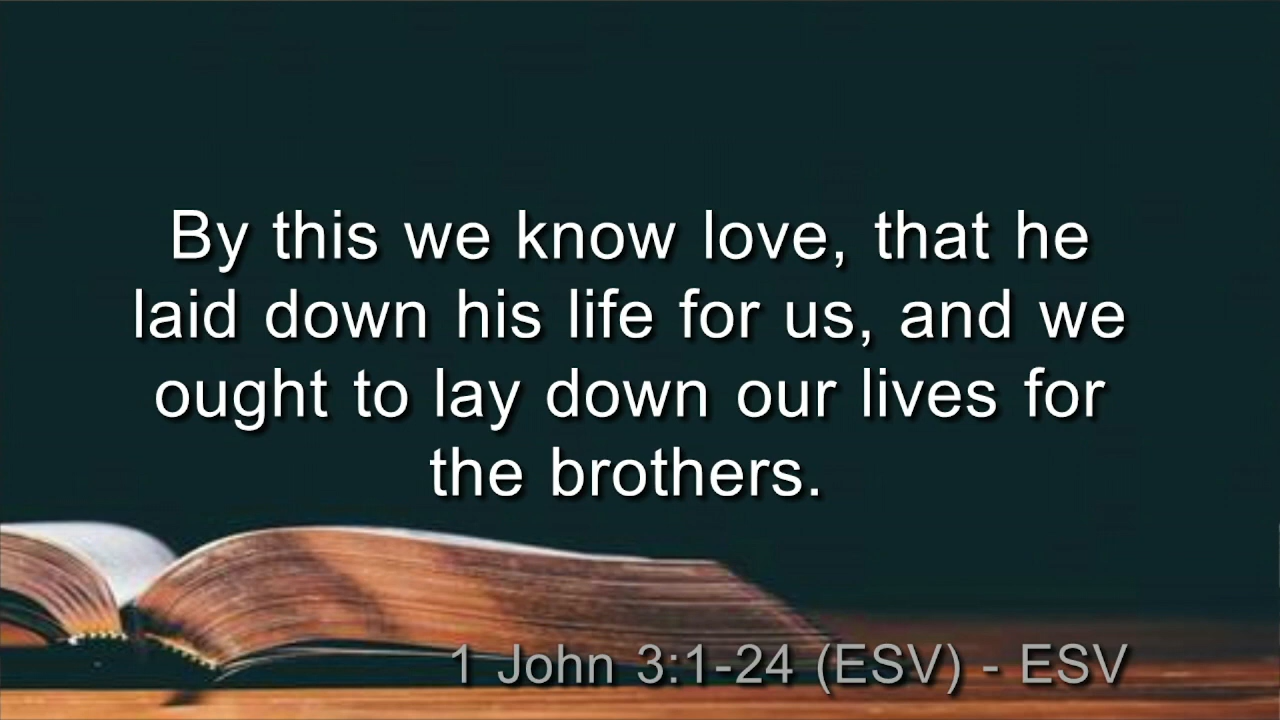 By this we know love, that he
laid down his life for us, and we
ought to lay down our lives for
the brothers.
1 John 3:1-24 (ESV) - ESV